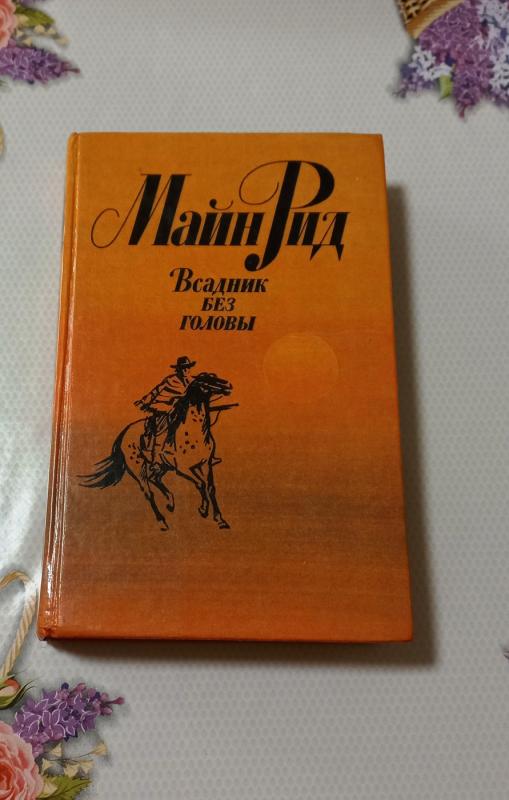 Майн Рид
Всадник
без
головы